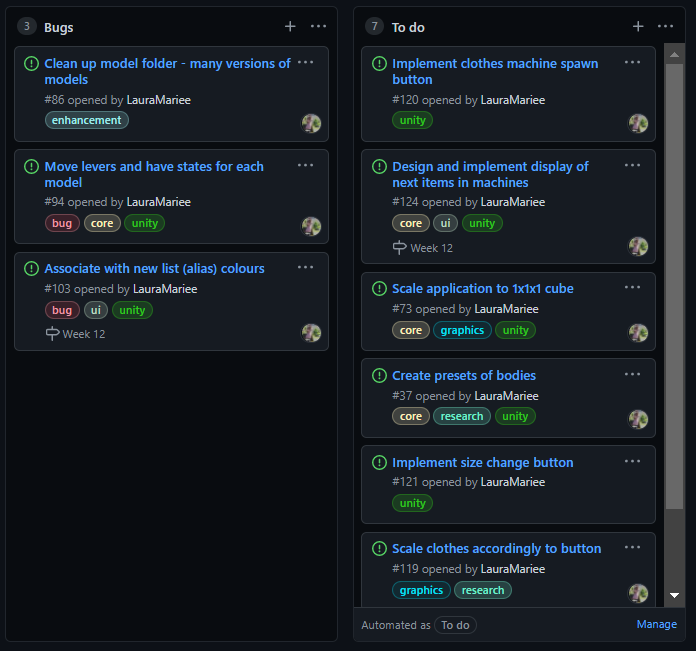 3 Bugs
Clean up model folder - many versions of
models
#86 opened by LauraMariee
enhancement
Move levers and have states for each
model
#94 opened by LauraMariee
bug core unity
Associate with new list (alias) colours
#103 opened by LauraMariee
bug ui unity
Week 12
7 To do
Implement clothes machine spawn
button
#120 opened by LauraMariee
unity
Design and implement display of
next items in machines
#124 opened by LauraMariee
core ui unity
Week 12
Scale application to 1x1x1 cube
#73 opened by LauraMariee
core graphics unity
Create presets of bodies
#37 opened by LauraMariee
core research unity
Implement size change button
#121 opened by LauraMariee
unity
Scale clothes accordingly to button
#119 opened by LauraMariee
graphics research
Automated as To do Manage